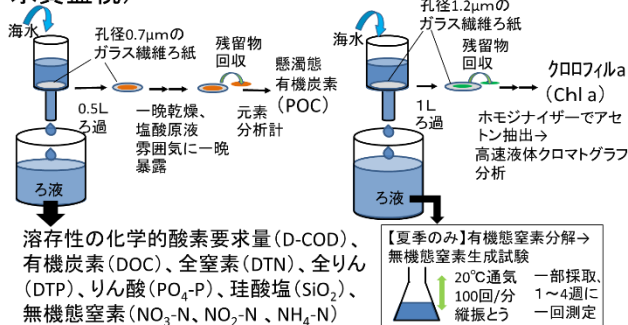 海水
孔径0.7μmの
ガラス繊維ろ紙
残留物
回収
懸濁態
有機炭素
(POC)
0.5L
ろ過
一晩乾燥、
塩酸原液
雰囲気に一晩
暴露
元素
分析計
ろ液
溶存性の化学的酸素要求量(D-COD)、
有機炭素(DOC)、全窒素(DTN)、全りん
(DTP)、りん酸(PO₄-P)、珪酸塩(SiO₂)、
無機態窒素(NO₃-N、NO₂-N 、NH₄-N)
海水
孔径1.2μmの
ガラス繊維ろ紙
残留物
回収
クロロフィルa
(Chl a)
1L
ろ過
ホモジナイザーでアセ
トン抽出→
高速液体クロマトグラフ
分析
ろ液
【夏季のみ】有機態窒素分解→
無機態窒素生成試験
20℃通気
100回/分
縦振とう
一部採取、
1～4週に
一回測定